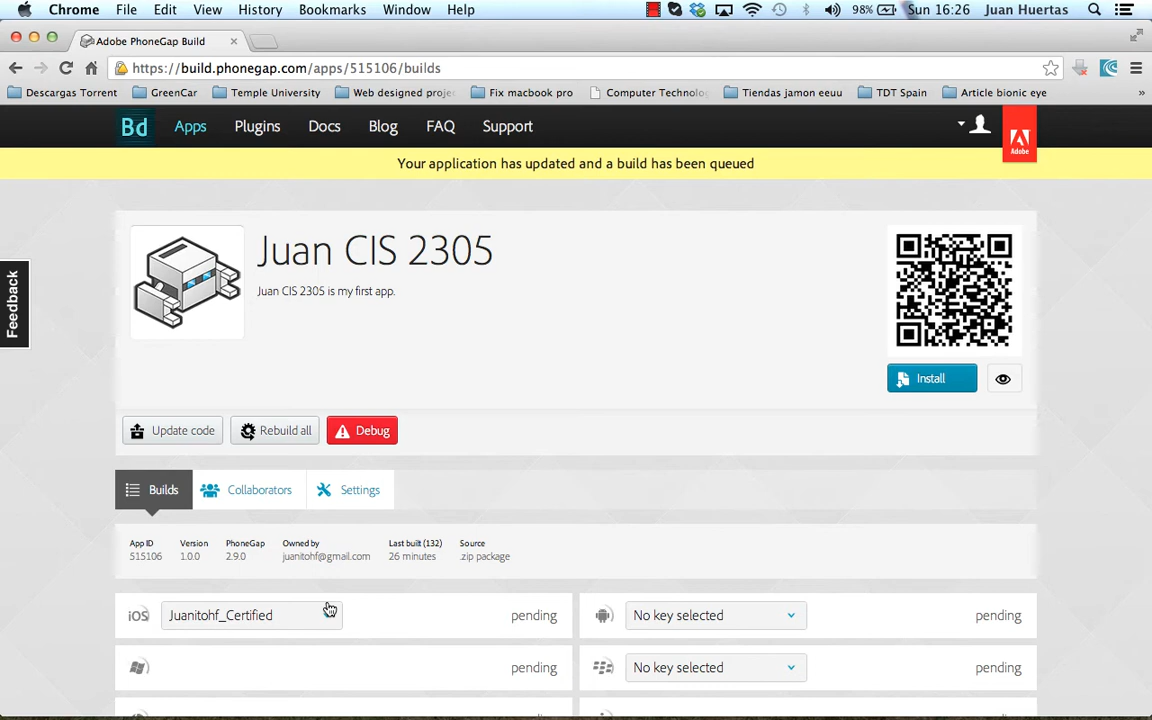 Chrome File Edit View History Bookmarks Window Help 98% Sun 16:26 Juan Huertas
Adobe PhoneGap Build
https://build.phonegap.com/apps/515106/builds
Descargas Torrent GreenCar Temple University Web designed proje Fix macbook pro Computer Technolo Tiendas jamon eeuu TDT Spain Article bionic eye »
Bd Apps Plugins Docs Blog FAQ Support Adobe
Your application has updated and a build has been queued
Feedback
Juan CIS 2305
Juan CIS 2305 is my first app.
Install
Update code Rebuild all Debug
Builds Collaborators Settings
App ID Version PhoneGap Owned by Last built (132) Source
515106 1.0.0 2.9.0 juanitohf@gmail.com 26 minutes .zip package
iOS Juanitohf_Certified pending No key selected pending
pending No key selected pending